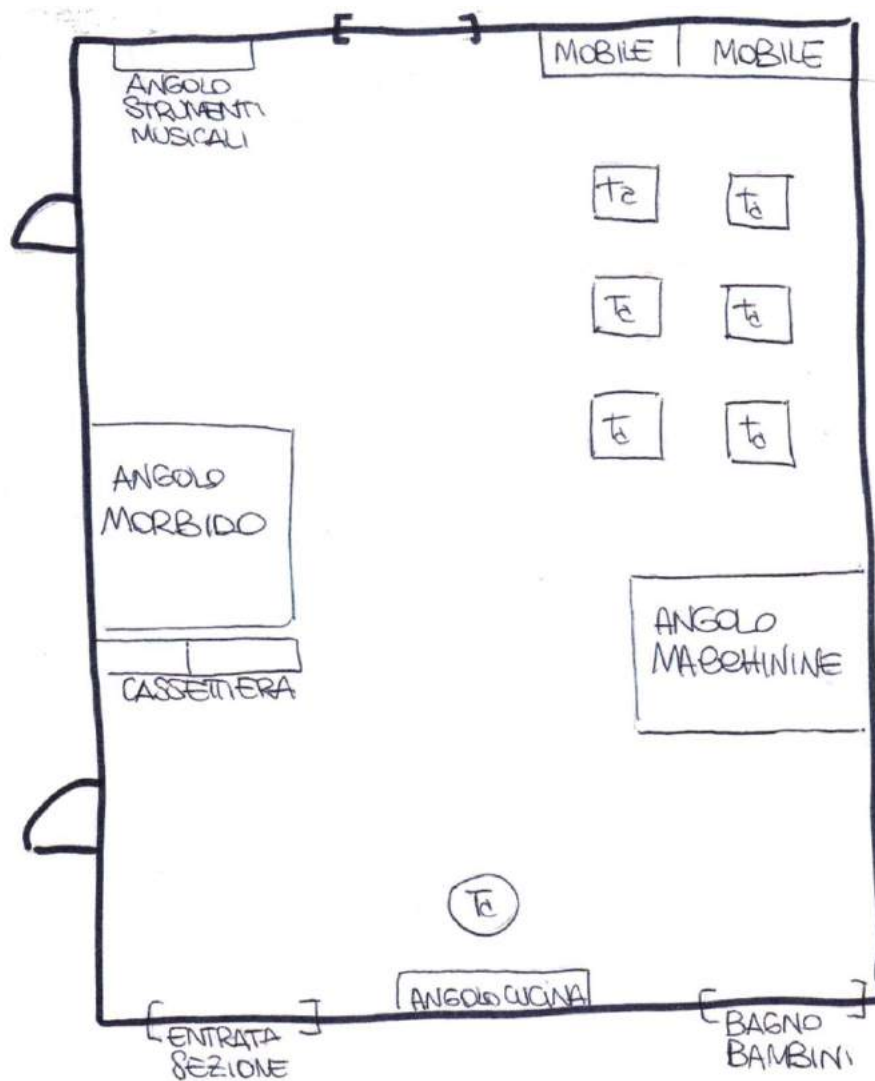 MOBILE
MOBILE
ANGOLO
STRUMENTI
MUSICALI
ANGOLO
MORBIDO
ANGOLO
MACCHININE
CASSETTIERA
ANGOLO CUCINA
ENTRATA
SEZIONE
BAGNO
BAMBINI